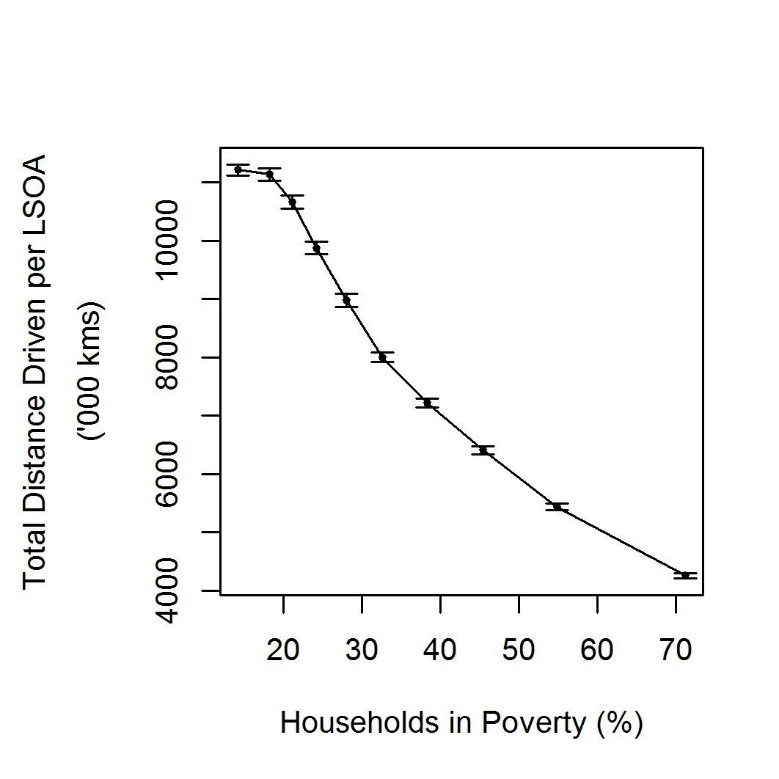 Total Distance Driven per LSOA
('000 kms)
10000
8000
6000
4000
20 30 40 50 60 70
Households in Poverty (%)